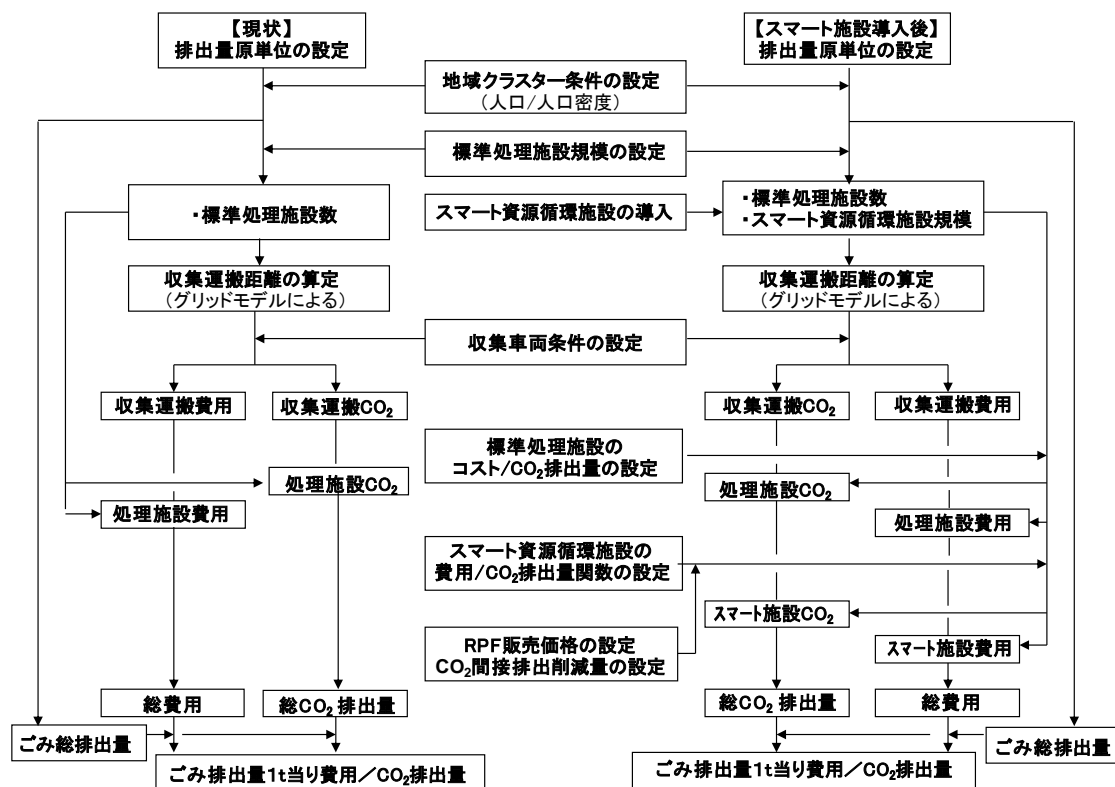 【現状】
排出量原単位の設定
【スマート施設導入後】
排出量原単位の設定
地域クラスター条件の設定
（人口/人口密度）
標準処理施設規模の設定
・標準処理施設数
スマート資源循環施設の導入
・標準処理施設数
・スマート資源循環施設規模
収集運搬距離の算定
（グリッドモデルによる）
収集運搬距離の算定
（グリッドモデルによる）
収集車両条件の設定
収集運搬費用
収集運搬CO₂
収集運搬CO₂
収集運搬費用
標準処理施設の
コスト/CO₂排出量の設定
処理施設CO₂
処理施設CO₂
処理施設費用
処理施設費用
スマート資源循環施設の
費用/CO₂排出量関数の設定
スマート施設CO₂
RPF販売価格の設定
CO₂間接排出削減量の設定
スマート施設費用
総費用
総CO₂排出量
総CO₂排出量
総費用
ごみ総排出量
ごみ総排出量
ごみ排出量1t当り費用／CO₂排出量
ごみ排出量1t当り費用／CO₂排出量